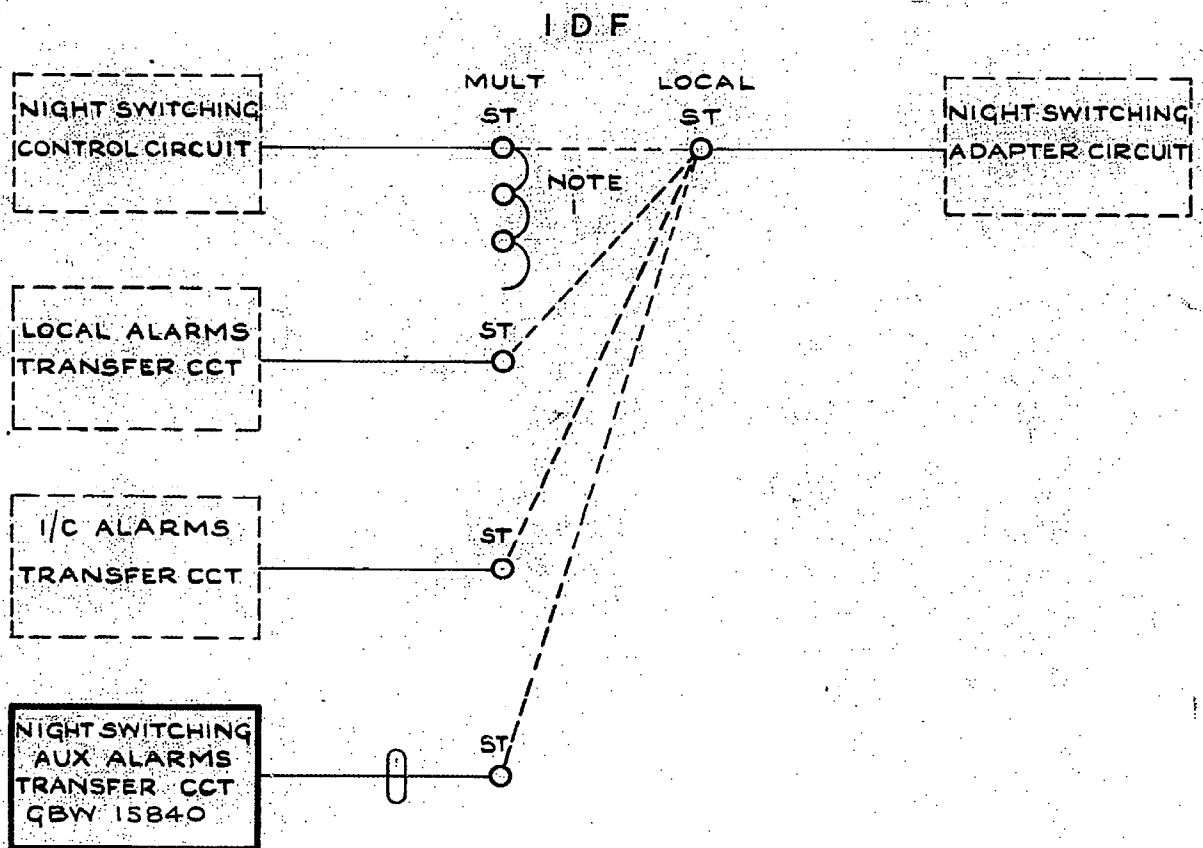 I D F
MULT
LOCAL
NIGHT SWITCHING
CONTROL CIRCUIT
ST
ST
NIGHT SWITCHING
ADAPTER CIRCUIT
NOTE
1
LOCAL ALARMS
TRANSFER CCT
ST
I/C ALARMS
TRANSFER CCT
ST
NIGHT SWITCHING
AUX ALARMS
TRANSFER CCT
GBW 15840
ST